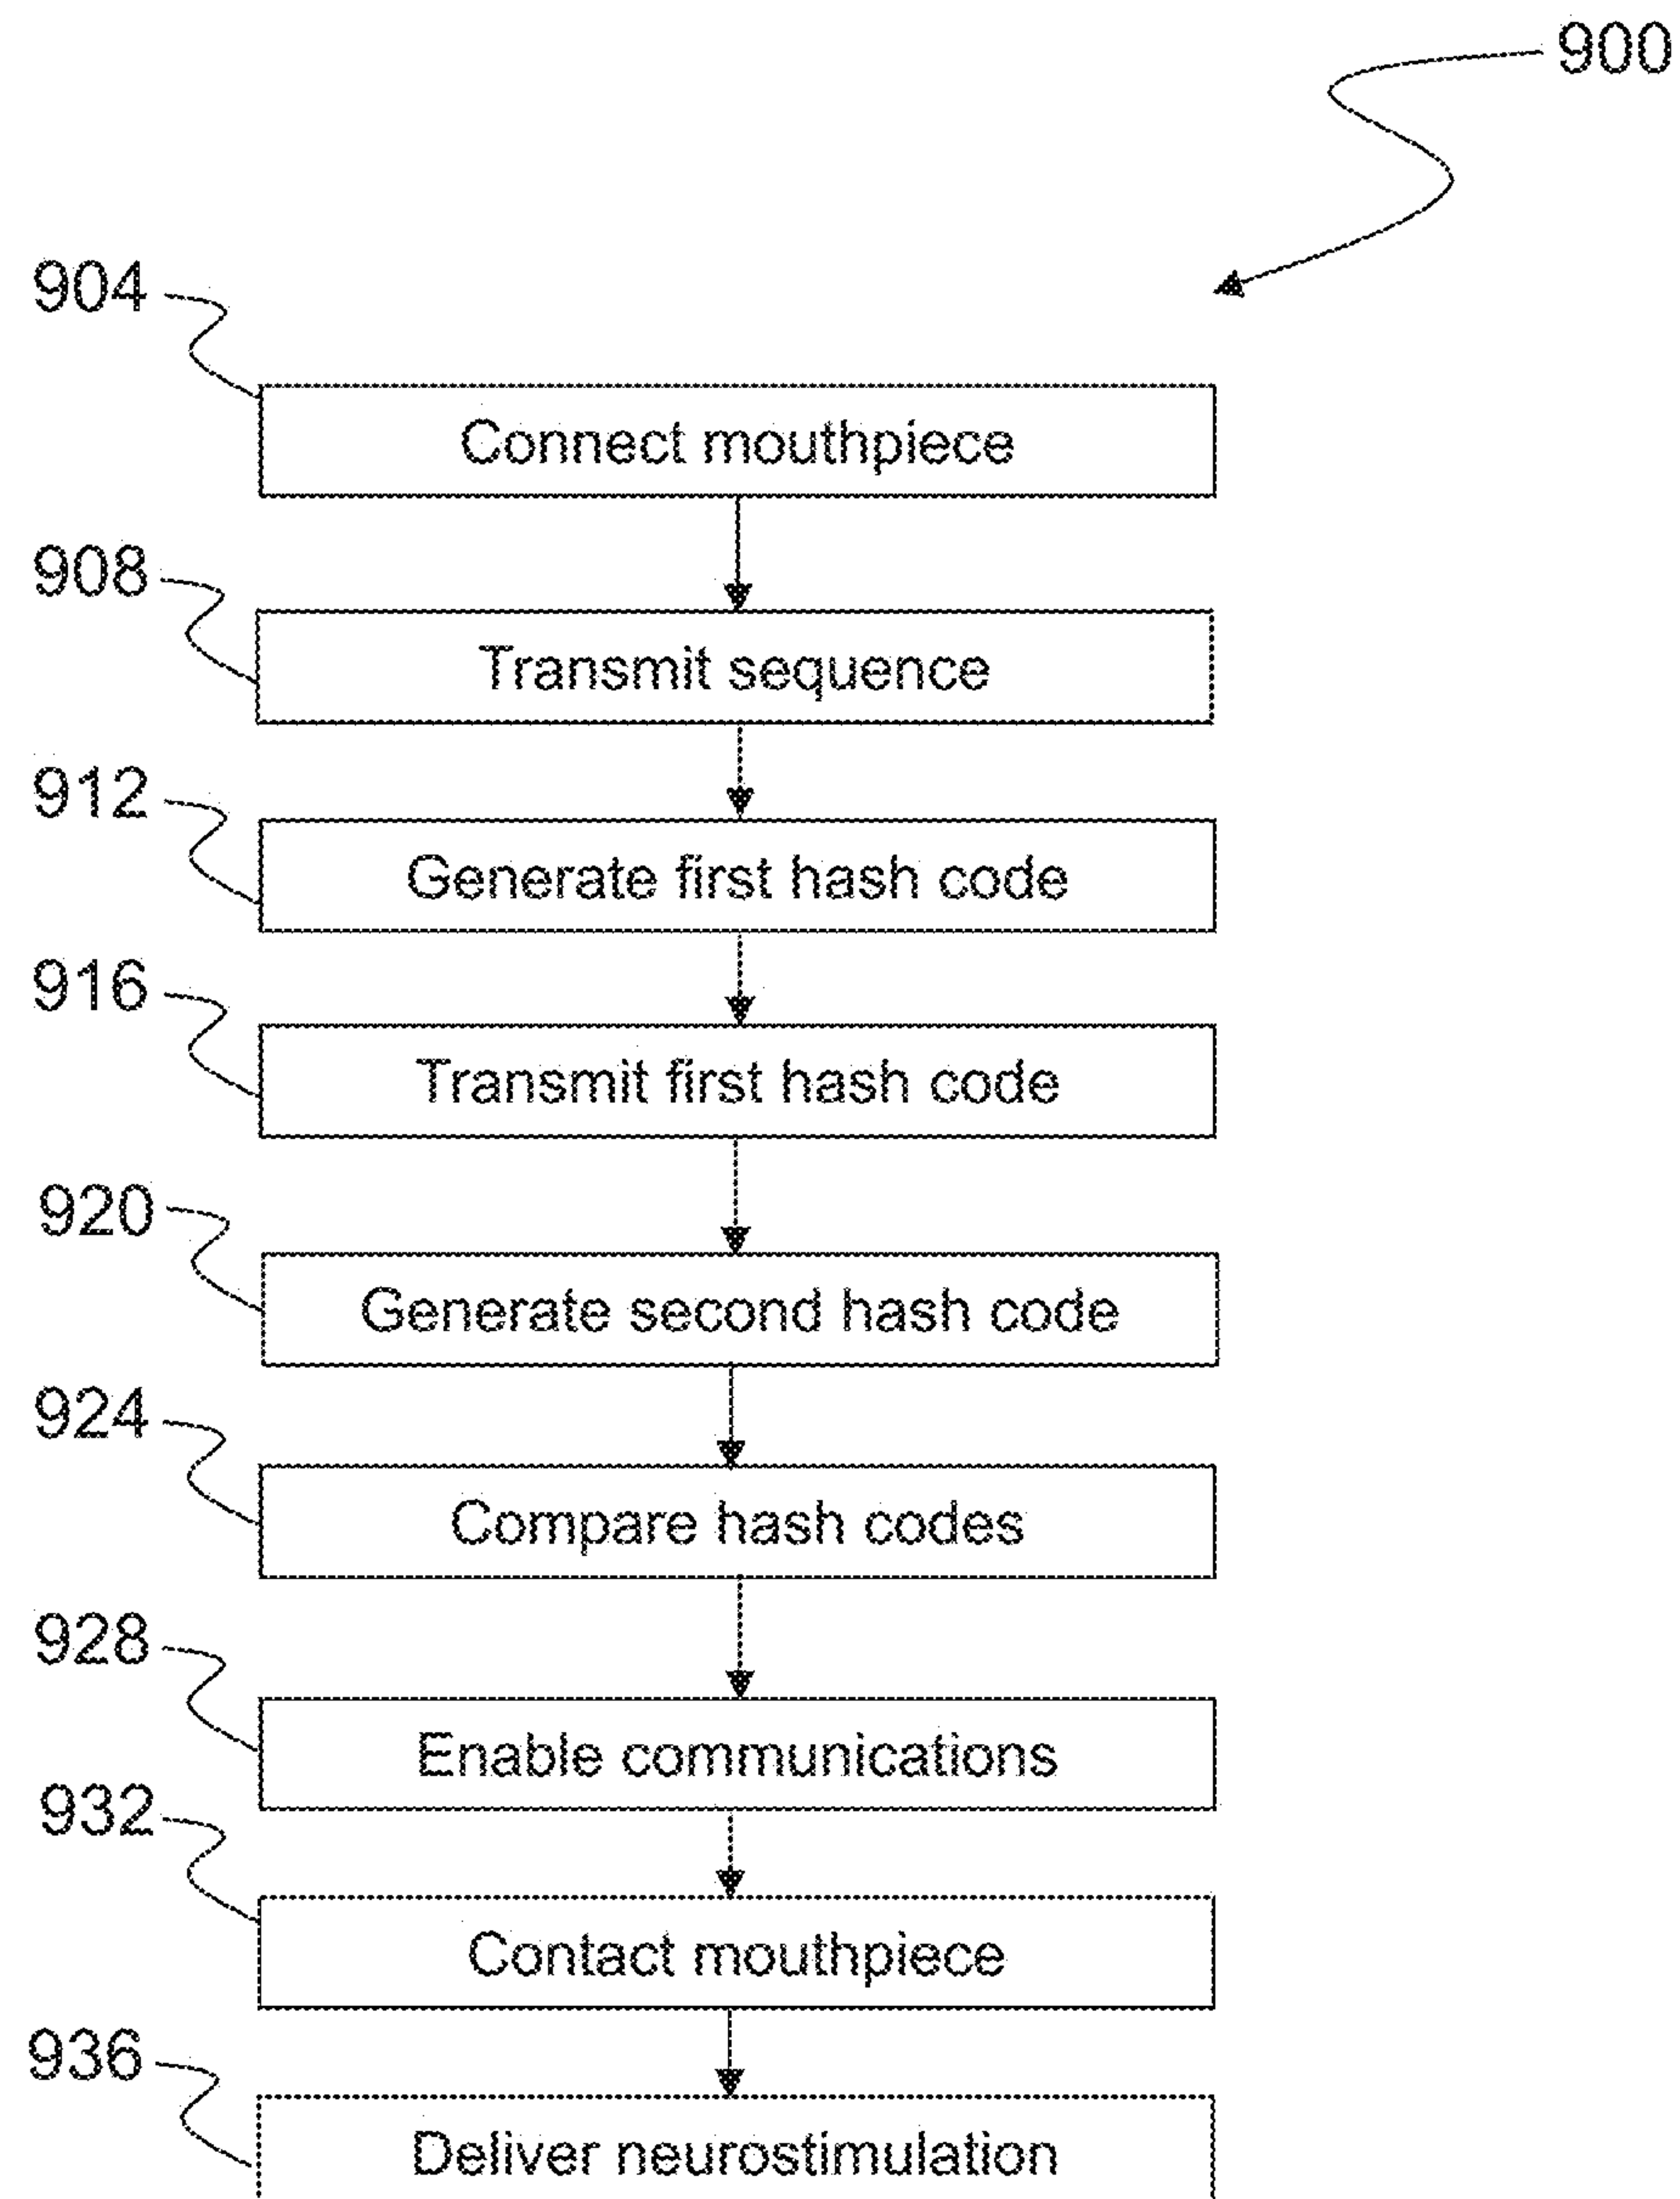 900
904
Connect mouthpiece
908
Transmit sequence
912
Generate first hash code
916
Transmit first hash code
920
Generate second hash code
924
Compare hash codes
928
Enable communications
932
Contact mouthpiece
936
Deliver neurostimulation